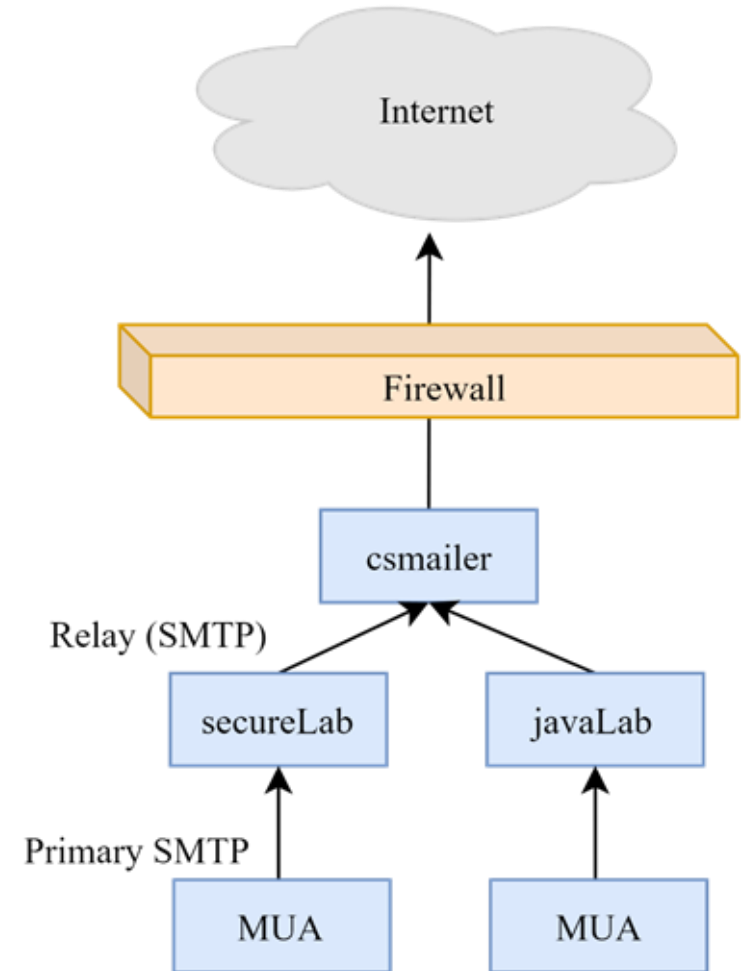 Internet
Firewall
csmailer
Relay (SMTP)
secureLab
javaLab
Primary SMTP
MUA
MUA